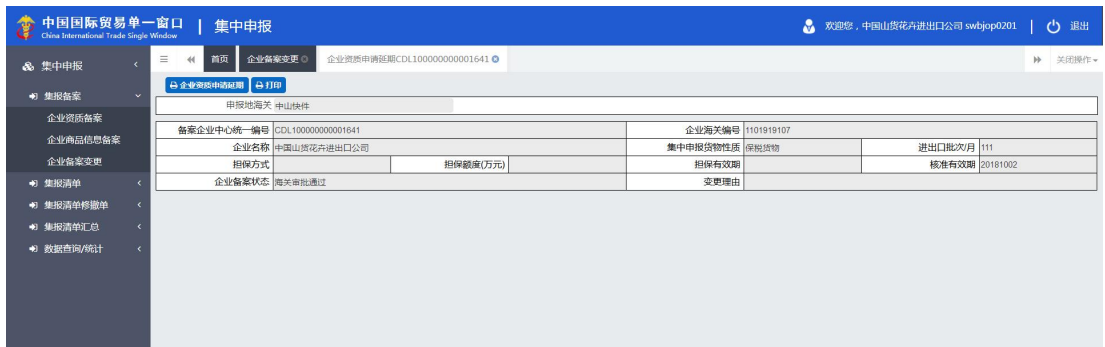 中国国际贸易单一窗口 | 集中申报
China International Trade Single Window
欢迎您，中国山货花卉进出口公司 swbjop0201 | 退出
集中申报
首页 企业备案变更 企业资质申请延期CDL100000000001641 关闭操作
集报备案
企业资质备案
企业商品信息备案
企业备案变更
集报清单
集报清单修撤单
集报清单汇总
数据查询/统计
企业资质申请延期 打印
申报地海关 中山快件
备案企业中心统一编号 CDL100000000001641 企业海关编号 1101919107
企业名称 中国山货花卉进出口公司 集中申报货物性质 保税货物 进出口批次/月 111
担保方式 担保额度(万元) 担保有效期 核准有效期 20181002
企业备案状态 海关审批通过 变更理由